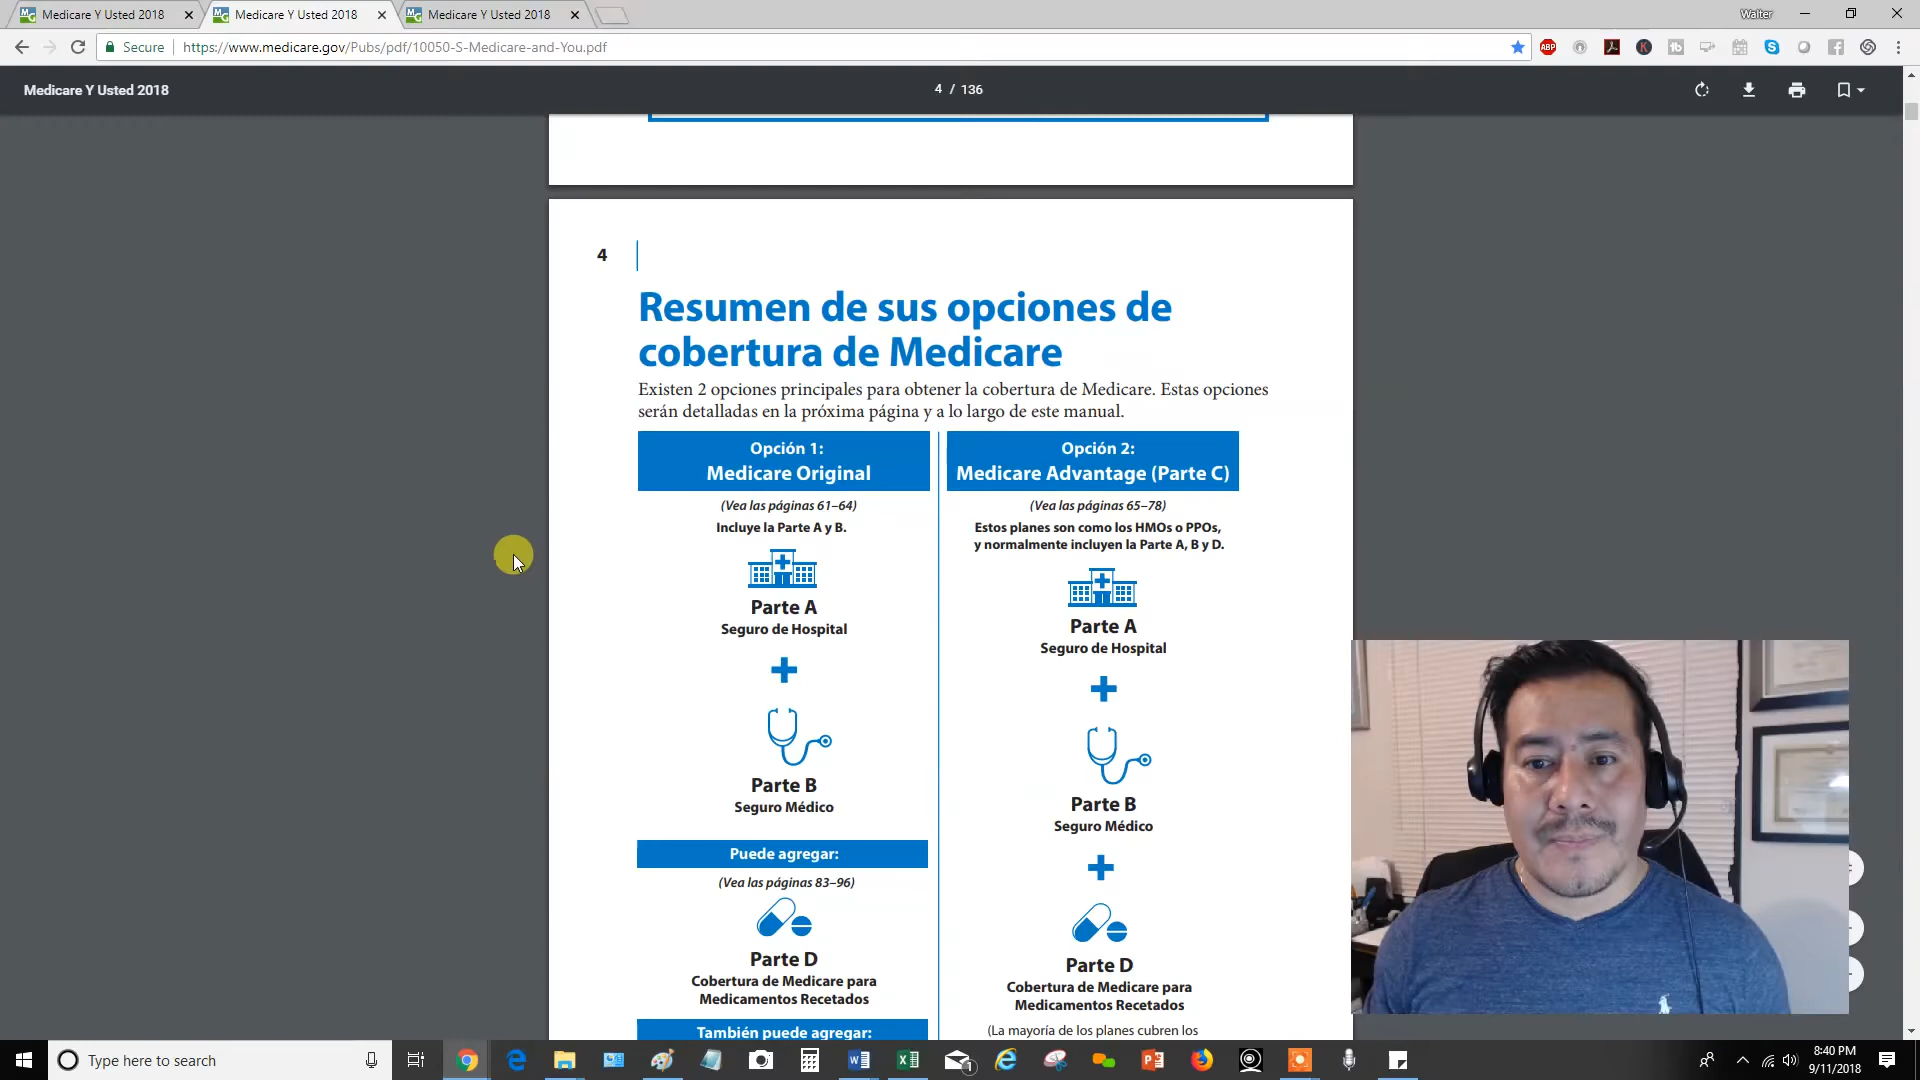 Medicare Y Usted 2018
Medicare Y Usted 2018
Medicare Y Usted 2018
Walter
Secure
https://www.medicare.gov/Pubs/pdf/10050-S-Medicare-and-You.pdf
Medicare Y Usted 2018
4 / 136
4
Resumen de sus opciones de
cobertura de Medicare
Existen 2 opciones principales para obtener la cobertura de Medicare. Estas opciones
serán detalladas en la próxima página y a lo largo de este manual.
Opción 1:
Medicare Original
(Vea las páginas 61–64)
Incluye la Parte A y B.
Parte A
Seguro de Hospital
Parte B
Seguro Médico
Puede agregar:
(Vea las páginas 83–96)
Parte D
Cobertura de Medicare para
Medicamentos Recetados
También puede agregar:
Opción 2:
Medicare Advantage (Parte C)
(Vea las páginas 65–78)
Estos planes son como los HMOs o PPOs,
y normalmente incluyen la Parte A, B y D.
Parte A
Seguro de Hospital
Parte B
Seguro Médico
Parte D
Cobertura de Medicare para
Medicamentos Recetados
(La mayoría de los planes cubren los
Type here to search
8:40 PM
9/11/2018